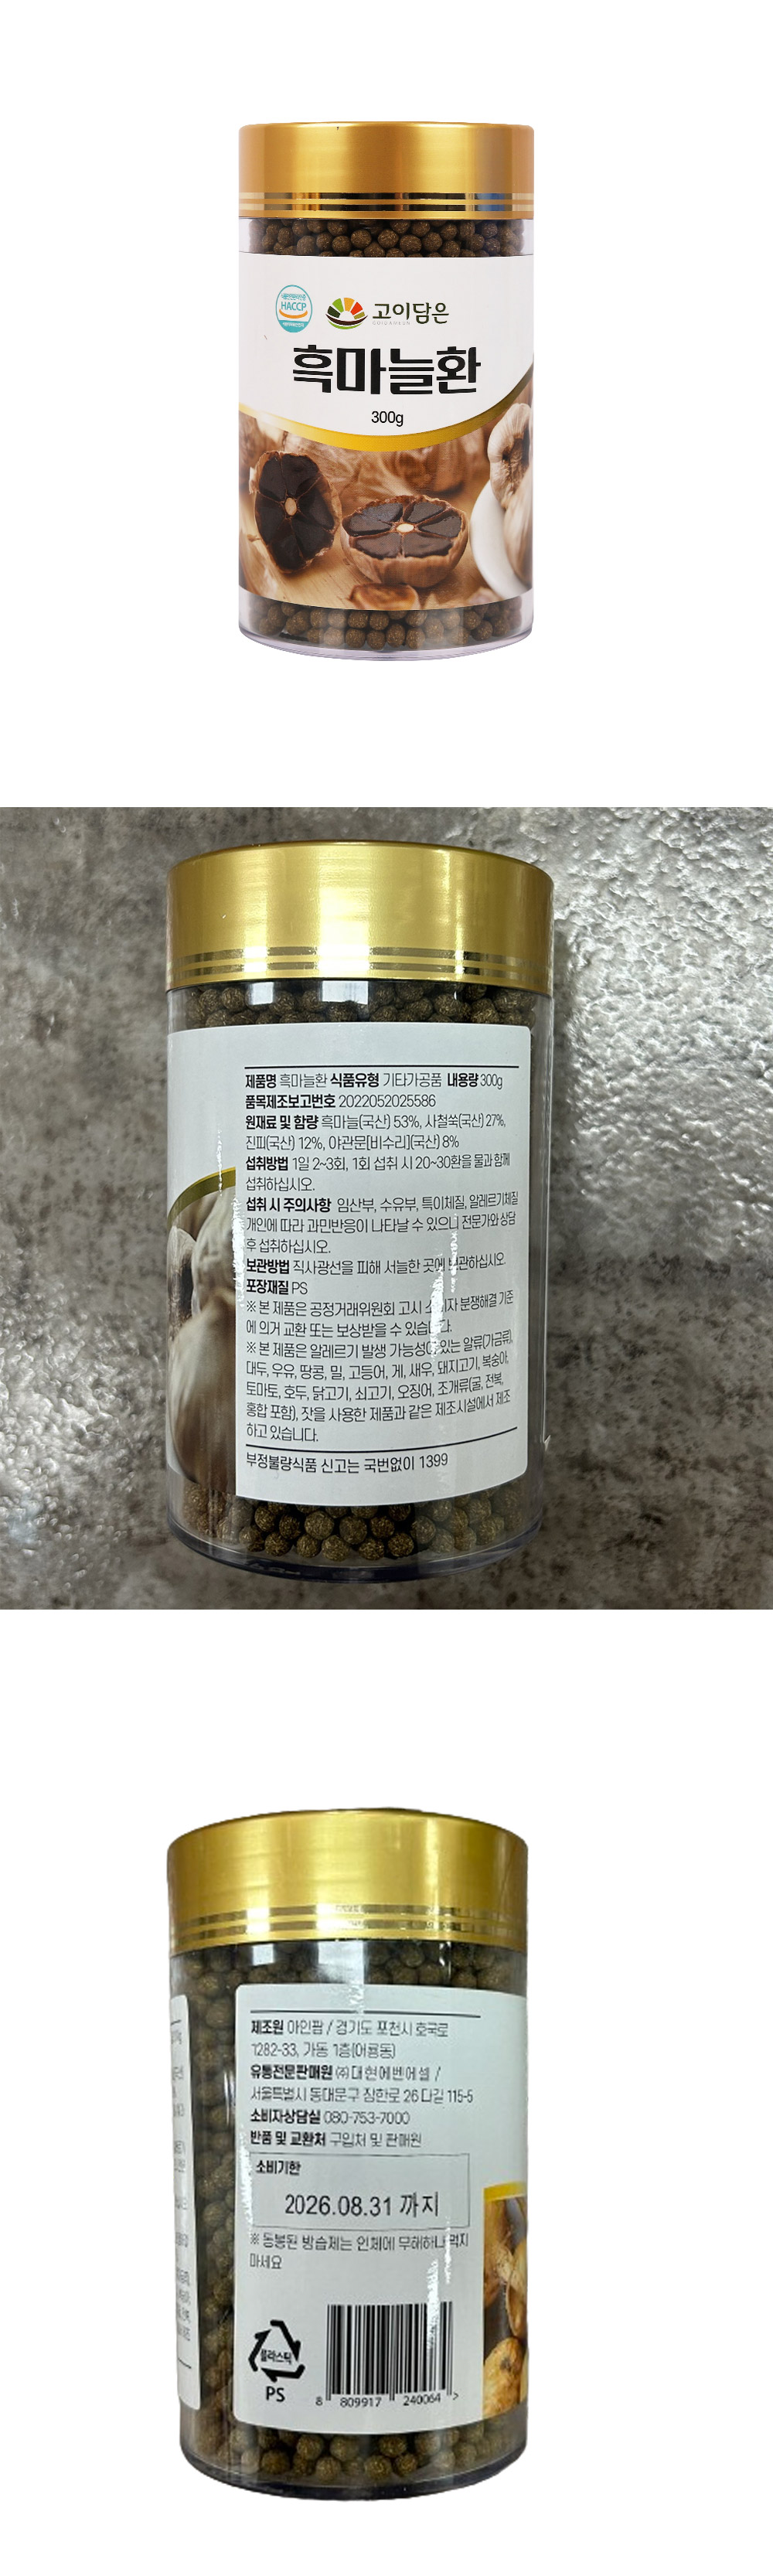 HACCP
고이담은
흑마늘환
300g
제품명 흑마늘환 식품유형 기타가공품 내용량 300g
품목제조보고번호 2022052025586
원재료 및 함량 흑마늘(국산) 53%, 사철쑥(국산) 27%,
진피(국산) 12%, 야관문[비수리](국산) 8%
섭취방법 1일 2~3회, 1회 섭취 시 20~30환을 물과 함께
섭취하십시오.
섭취 시 주의사항 임산부, 수유부, 특이체질, 알레르기체질
개인에 따라 과민반응이 나타날 수 있으니 전문가와 상담
후 섭취하십시오.
보관방법 직사광선을 피해 서늘한 곳에 보관하십시오.
포장재질 PS
※ 본 제품은 공정거래위원회 고시 소비자 분쟁해결 기준
에 의거 교환 또는 보상받을 수 있습니다.
※ 본 제품은 알레르기 발생 가능성이 있는 알류(가금류),
대두, 우유, 땅콩, 밀, 고등어, 게, 새우, 돼지고기, 복숭아,
토마토, 호두, 닭고기, 쇠고기, 오징어, 조개류(굴, 전복,
홍합 포함), 잣을 사용한 제품과 같은 제조시설에서 제조
하고 있습니다.
부정불량식품 신고는 국번없이 1399
제조원 아인팜 / 경기도 포천시 호국로
1282-33, 가동 1층(어룡동)
유통전문판매원 ㈜대현에벤에셀 /
서울특별시 동대문구 장한로 26 다길 115-5
소비자상담실 080-753-7000
반품 및 교환처 구입처 및 판매원
소비기한
2026.08.31 까지
※ 동봉된 방습제는 인체에 무해하나 먹지
마세요
플라스틱
PS
8 809917 240064 >